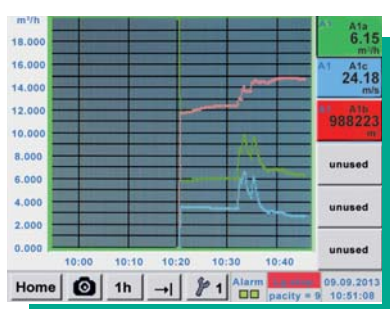 m³/h
18.000
16.000
14.000
12.000
10.000
8.000
6.000
4.000
2.000
0.000
10:00 10:10 10:20 10:30 10:40
A1 A1a
6.15
m³/h
A1 A1c
24.18
m/s
A1 A1b
988223
m
unused
unused
unused
Home 1h 1 Alarm
pacity = 9
09.09.2013
10:51:08